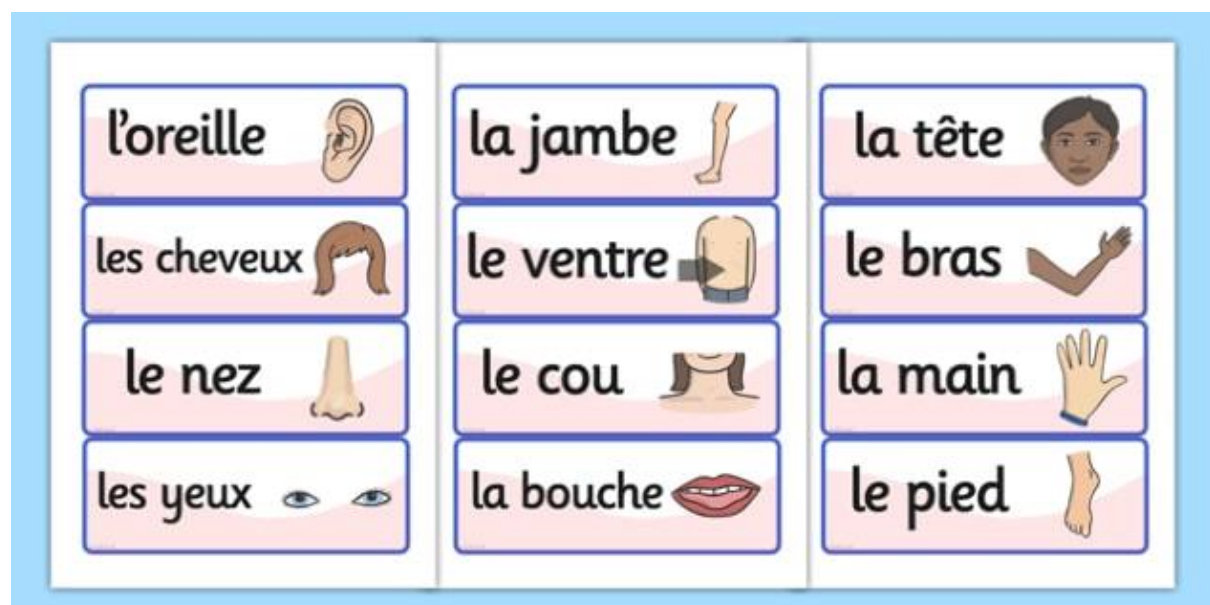 l'oreille
les cheveux
le nez
les yeux
la jambe
le ventre
le cou
la bouche
la tête
le bras
la main
le pied